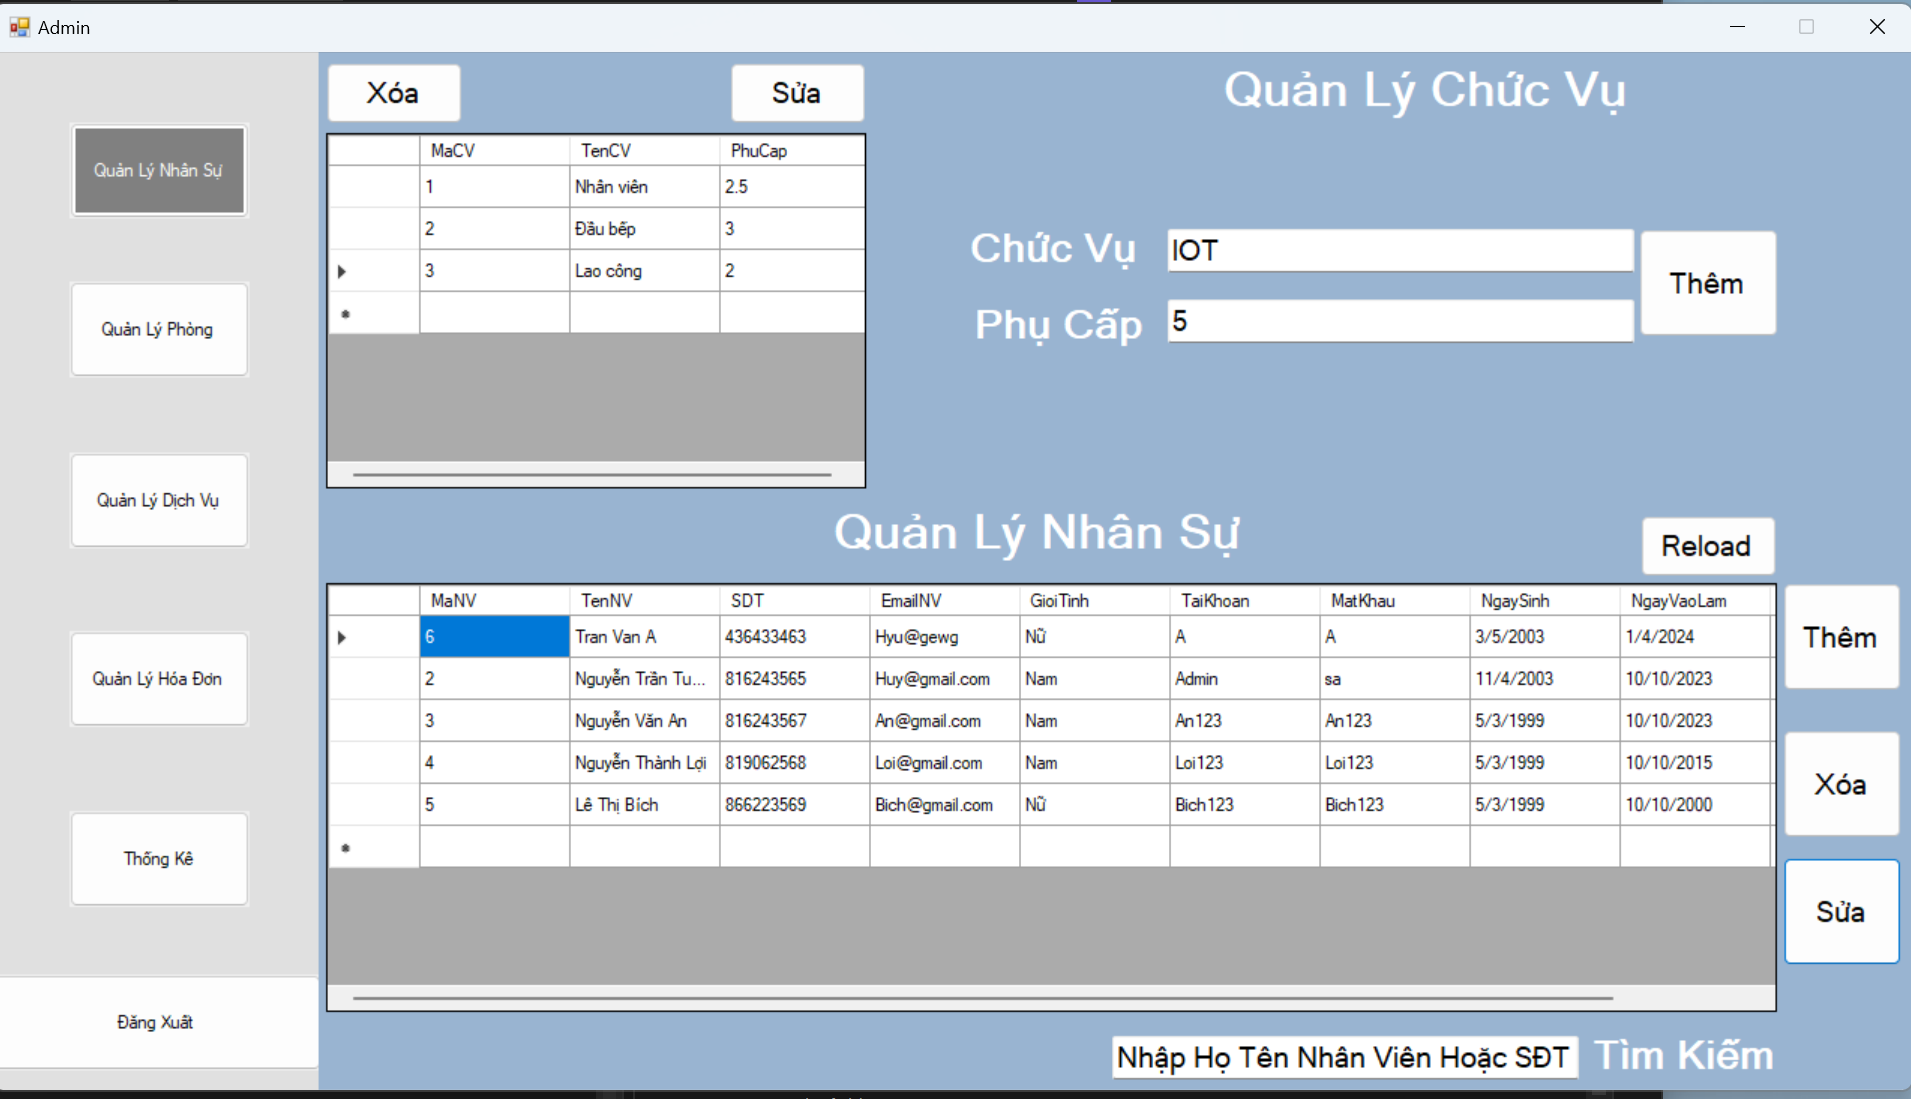 Admin
Quản Lý Nhân Sự
Quản Lý Phòng
Quản Lý Dịch Vụ
Quản Lý Hóa Đơn
Thống Kê
Đăng Xuất
Xóa
Sửa
Quản Lý Chức Vụ
MaCV TenCV PhuCap
1 Nhân viên 2.5
2 Đầu bếp 3
3 Lao công 2
Chức Vụ IOT
Phụ Cấp 5
Thêm
Quản Lý Nhân Sự
Reload
MaNV TenNV SDT EmailNV GioiTinh TaiKhoan MatKhau NgaySinh NgayVaoLam
6 Tran Van A 436433463 Hyu@gewg Nữ A A 3/5/2003 1/4/2024
2 Nguyễn Trần Tu... 816243565 Huy@gmail.com Nam Admin sa 11/4/2003 10/10/2023
3 Nguyễn Văn An 816243567 An@gmail.com Nam An123 An123 5/3/1999 10/10/2023
4 Nguyễn Thành Lợi 819062568 Loi@gmail.com Nam Loi123 Loi123 5/3/1999 10/10/2015
5 Lê Thị Bích 866223569 Bich@gmail.com Nữ Bich123 Bich123 5/3/1999 10/10/2000
Thêm
Xóa
Sửa
Nhập Họ Tên Nhân Viên Hoặc SĐT Tìm Kiếm